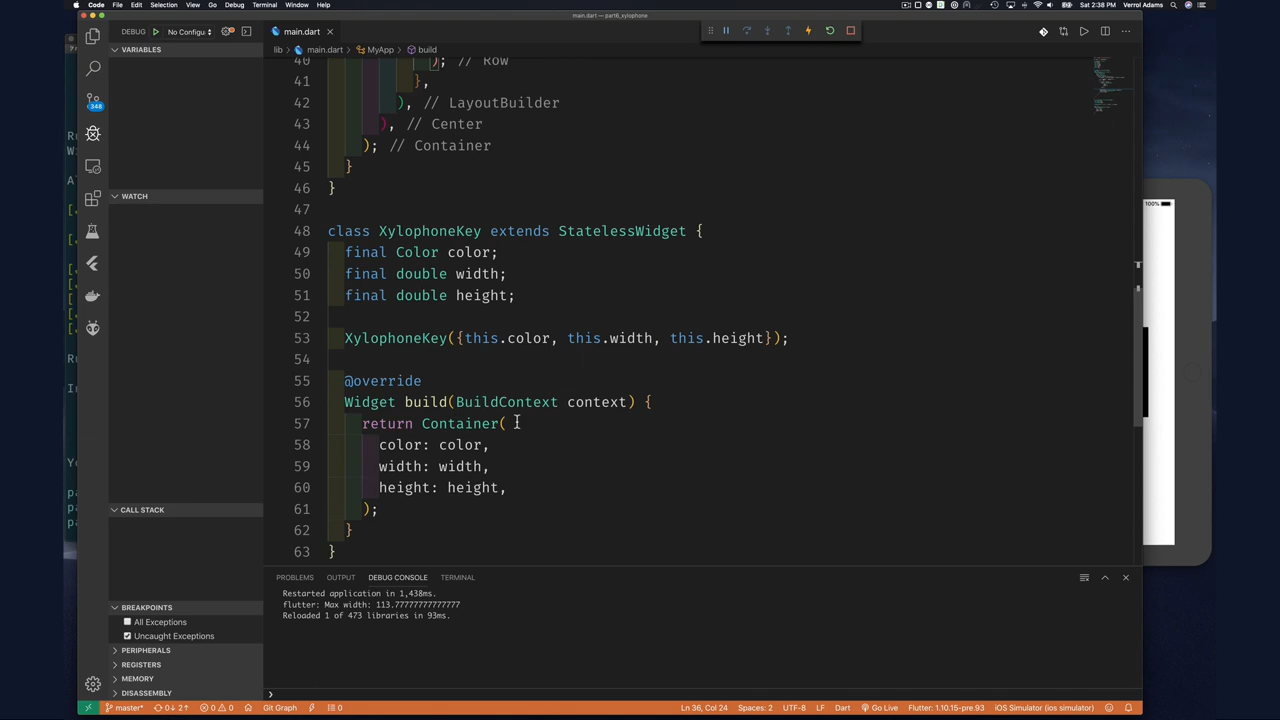 Code File Edit Selection View Go Debug Terminal Window Help
Sat 2:38 PM Verrol Adams
main.dart — part6_xylophone
DEBUG No Configu
main.dart
lib > main.dart > MyApp > build
VARIABLES
WATCH
CALL STACK
BREAKPOINTS
All Exceptions
Uncaught Exceptions
PERIPHERALS
REGISTERS
MEMORY
DISASSEMBLY
348
40 ); // Row
41 },
42 ), // LayoutBuilder
43 ), // Center
44 ); // Container
45 }
46 }
47
48 class XylophoneKey extends StatelessWidget {
49 final Color color;
50 final double width;
51 final double height;
52
53 XylophoneKey({this.color, this.width, this.height});
54
55 @override
56 Widget build(BuildContext context) {
57 return Container(
58 color: color,
59 width: width,
60 height: height,
61 );
62 }
63 }
100%
PROBLEMS OUTPUT DEBUG CONSOLE TERMINAL
Restarted application in 1,438ms.
flutter: Max width: 113.77777777777777
Reloaded 1 of 473 libraries in 93ms.
master* 0↓ 2↑ 0 0 Git Graph 0 Ln 36, Col 24 Spaces: 2 UTF-8 LF Dart Go Live Flutter: 1.10.15-pre.93 iOS Simulator (ios simulator)